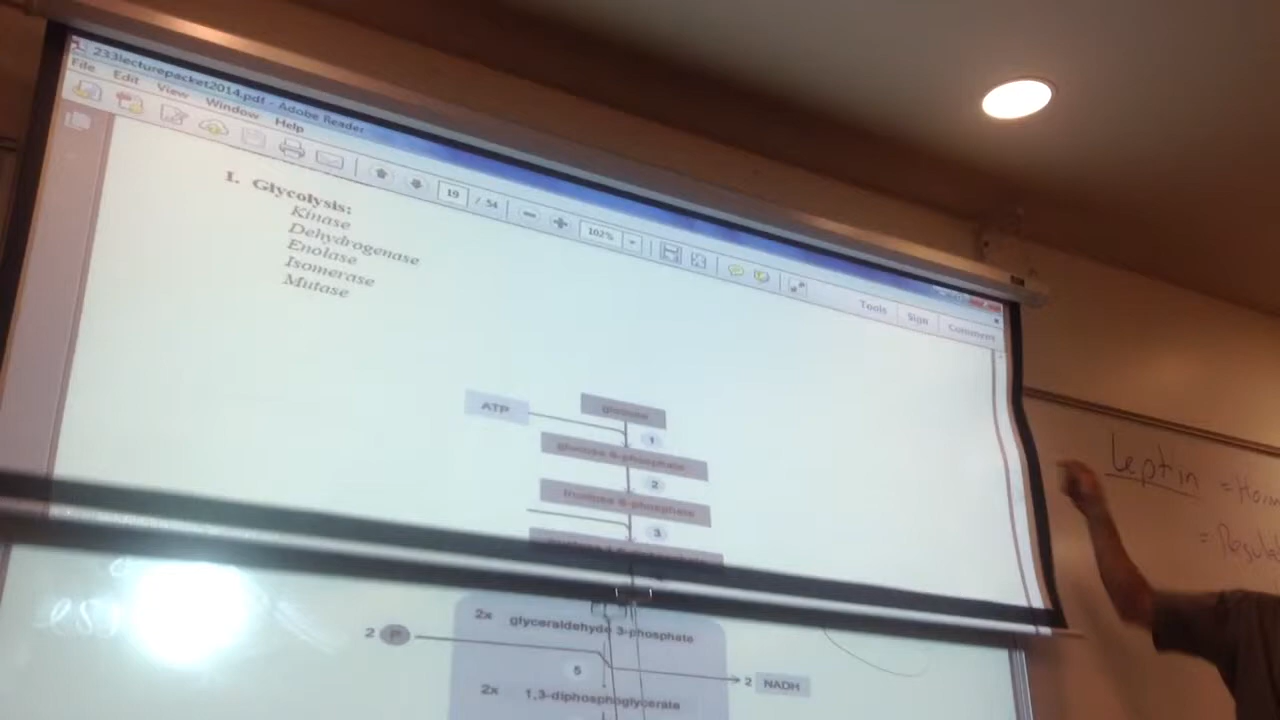 233lecturepacket2014.pdf - Adobe Reader
File Edit View Window Help
19 / 54
102%
Tools Sign Comment
I. Glycolysis:
Kinase
Dehydrogenase
Enolase
Isomerase
Mutase
ATP
glucose
1
glucose 6-phosphate
2
fructose 6-phosphate
3
2x glyceraldehyde 3-phosphate
2 P
5
2 NADH
2x 1,3-diphosphoglycerate
Leptin = Horm
= Regula